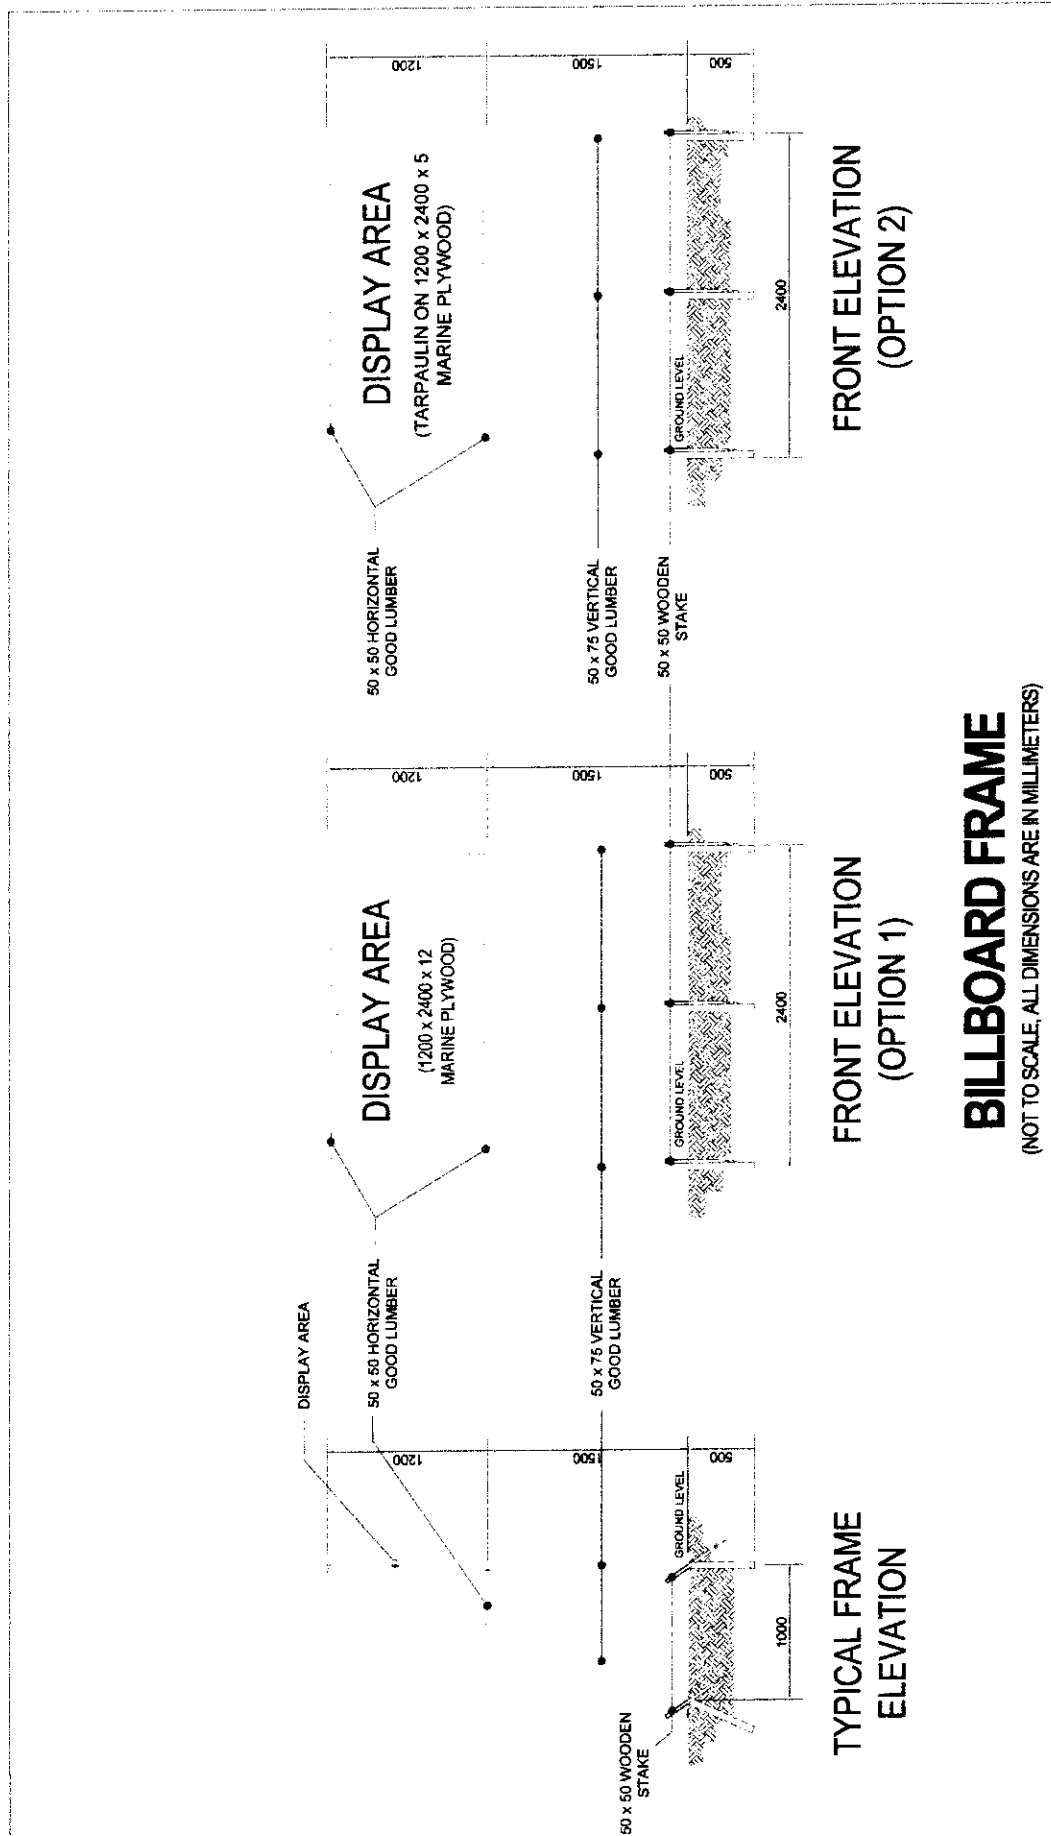 DISPLAY AREA
50 x 50 HORIZONTAL
GOOD LUMBER
1200
50 x 75 VERTICAL
GOOD LUMBER
1500
50 x 50 WOODEN
STAKE
GROUND LEVEL
500
1000
TYPICAL FRAME
ELEVATION
DISPLAY AREA
(1200 x 2400 x 12
MARINE PLYWOOD)
1200
1500
GROUND LEVEL
500
2400
FRONT ELEVATION
(OPTION 1)
50 x 50 HORIZONTAL
GOOD LUMBER
50 x 75 VERTICAL
GOOD LUMBER
50 x 50 WOODEN
STAKE
DISPLAY AREA
(TARPAULIN ON 1200 x 2400 x 5
MARINE PLYWOOD)
1200
1500
GROUND LEVEL
500
2400
FRONT ELEVATION
(OPTION 2)
BILLBOARD FRAME
(NOT TO SCALE, ALL DIMENSIONS ARE IN MILLIMETERS)